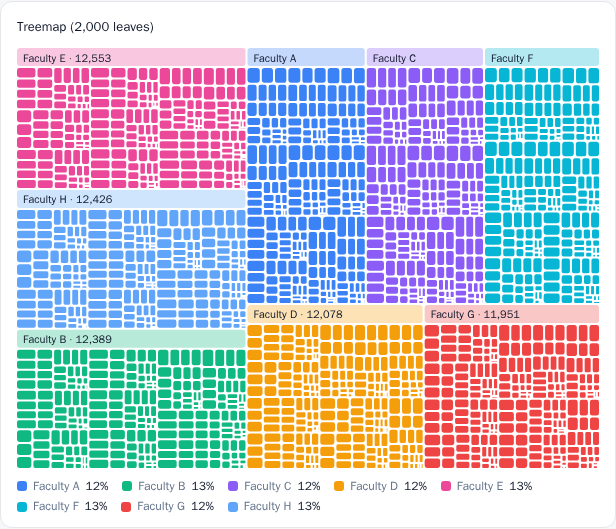 Treemap (2,000 leaves)
Faculty E · 12,553
Faculty A
Faculty C
Faculty F
Faculty H · 12,426
Faculty D · 12,078
Faculty G · 11,951
Faculty B · 12,389
Faculty A 12% Faculty B 13% Faculty C 12% Faculty D 12% Faculty E 13%
Faculty F 13% Faculty G 12% Faculty H 13%